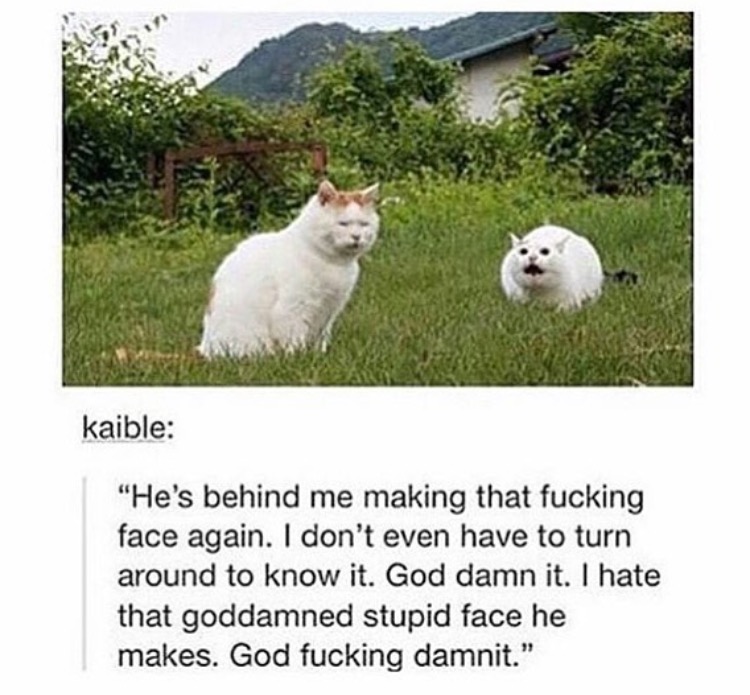 kaible:
“He’s behind me making that fucking
face again. I don’t even have to turn
around to know it. God damn it. I hate
that goddamned stupid face he
makes. God fucking damnit.”